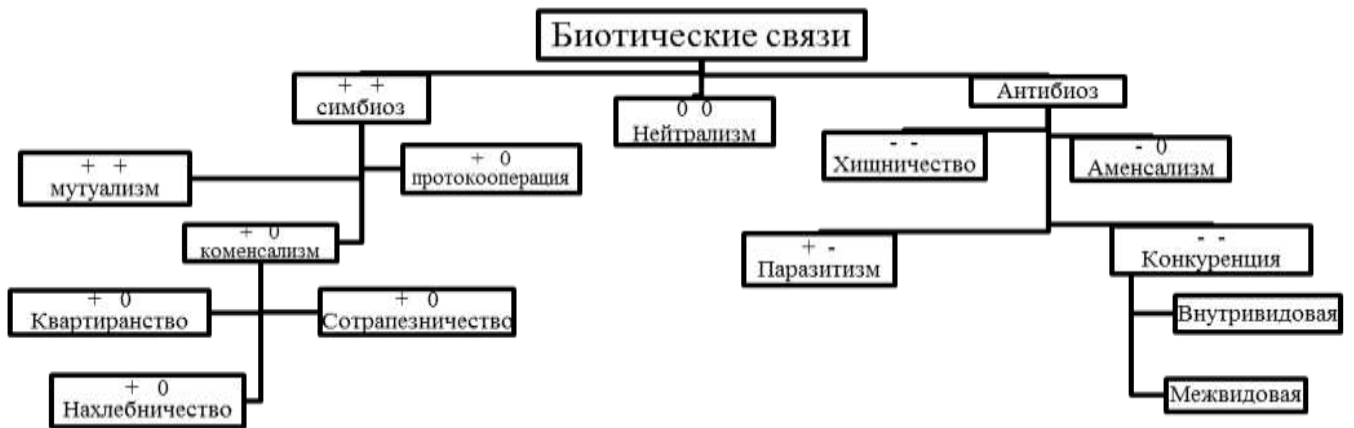 Биотические связи
+ +
симбиоз
0 0
Нейтрализм
Антибиоз
+ +
мутуализм
+ 0
протокооперация
- -
Хищничество
- 0
Аменсализм
+ 0
коменсализм
+ -
Паразитизм
- -
Конкуренция
+ 0
Квартиранство
+ 0
Сотрапезничество
Внутривидовая
+ 0
Нахлебничество
Межвидовая